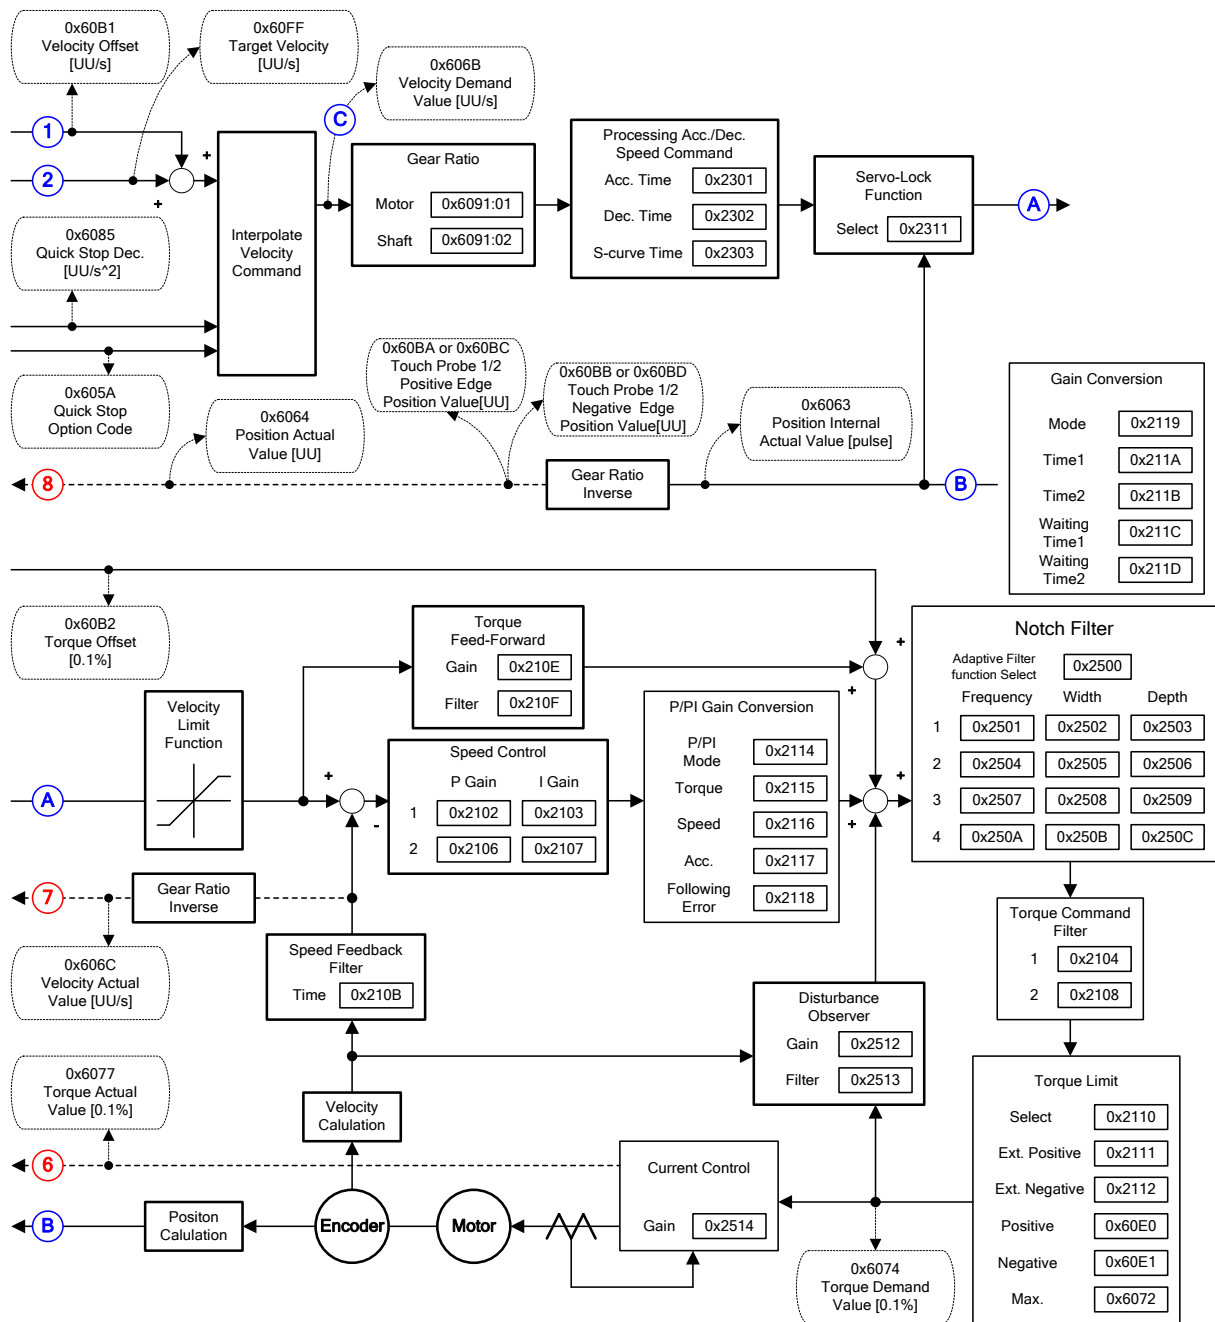 0x60B1
Velocity Offset
[UU/s]
0x60FF
Target Velocity
[UU/s]
0x606B
Velocity Demand
Value [UU/s]
1
C
2
+
+
Interpolate
Velocity
Command
Gear Ratio
Motor 0x6091:01
Shaft 0x6091:02
Processing Acc./Dec.
Speed Command
Acc. Time 0x2301
Dec. Time 0x2302
S-curve Time 0x2303
Servo-Lock
Function
Select 0x2311
A
0x6085
Quick Stop Dec.
[UU/s^2]
0x605A
Quick Stop
Option Code
0x6064
Position Actual
Value [UU]
0x60BA or 0x60BC
Touch Probe 1/2
Positive Edge
Position Value[UU]
0x60BB or 0x60BD
Touch Probe 1/2
Negative Edge
Position Value[UU]
0x6063
Position Internal
Actual Value [pulse]
8
Gear Ratio
Inverse
B
Gain Conversion
Mode 0x2119
Time1 0x211A
Time2 0x211B
Waiting
Time1
0x211C
Waiting
Time2
0x211D
0x60B2
Torque Offset
[0.1%]
Torque
Feed-Forward
Gain 0x210E
Filter 0x210F
+
+
Notch Filter
Adaptive Filter
function Select
0x2500
Frequency Width Depth
1 0x2501 0x2502 0x2503
2 0x2504 0x2505 0x2506
3 0x2507 0x2508 0x2509
4 0x250A 0x250B 0x250C
Velocity
Limit
Function
A
+
-
Speed Control
P Gain I Gain
1 0x2102 0x2103
2 0x2106 0x2107
P/PI Gain Conversion
P/PI
Mode
0x2114
Torque 0x2115
Speed 0x2116
Acc. 0x2117
Following
Error
0x2118
+
+
7
Gear Ratio
Inverse
0x606C
Velocity Actual
Value [UU/s]
Speed Feedback
Filter
Time 0x210B
Torque Command
Filter
1 0x2104
2 0x2108
Disturbance
Observer
Gain 0x2512
Filter 0x2513
0x6077
Torque Actual
Value [0.1%]
Velocity
Calulation
Torque Limit
Select 0x2110
Ext. Positive 0x2111
Ext. Negative 0x2112
Positive 0x60E0
Negative 0x60E1
Max. 0x6072
6
Current Control
Gain 0x2514
B
Positon
Calulation
Encoder
Motor
0x6074
Torque Demand
Value [0.1%]